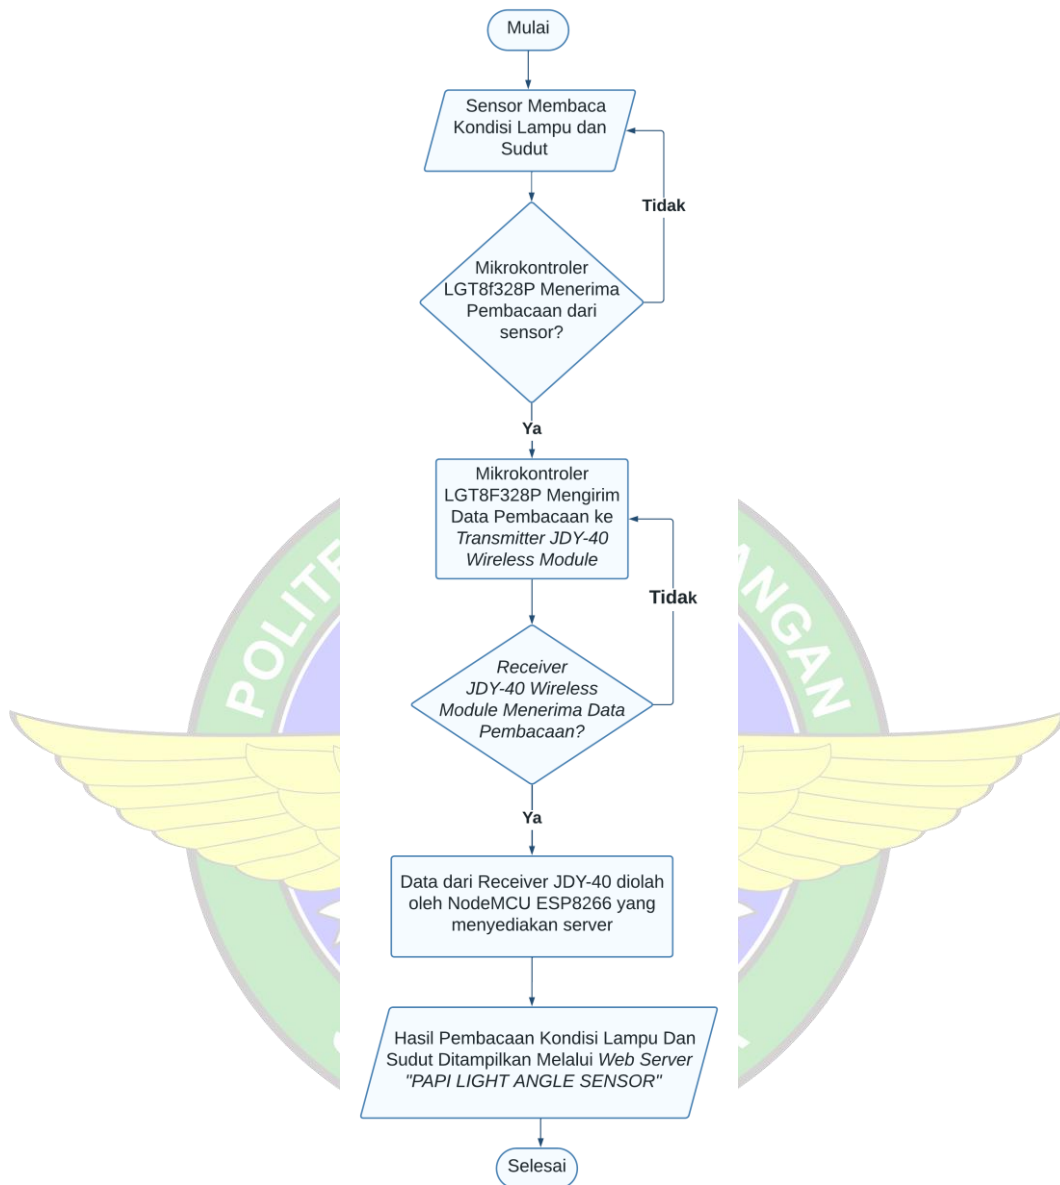 Mulai
Sensor Membaca
Kondisi Lampu dan
Sudut
Tidak
Mikrokontroler
LGT8f328P Menerima
Pembacaan dari
sensor?
Ya
Mikrokontroler
LGT8F328P Mengirim
Data Pembacaan ke
Transmitter JDY-40
Wireless Module
Tidak
Receiver
JDY-40 Wireless
Module Menerima Data
Pembacaan?
Ya
Data dari Receiver JDY-40 diolah
oleh NodeMCU ESP8266 yang
menyediakan server
Hasil Pembacaan Kondisi Lampu Dan
Sudut Ditampilkan Melalui Web Server
"PAPI LIGHT ANGLE SENSOR"
Selesai